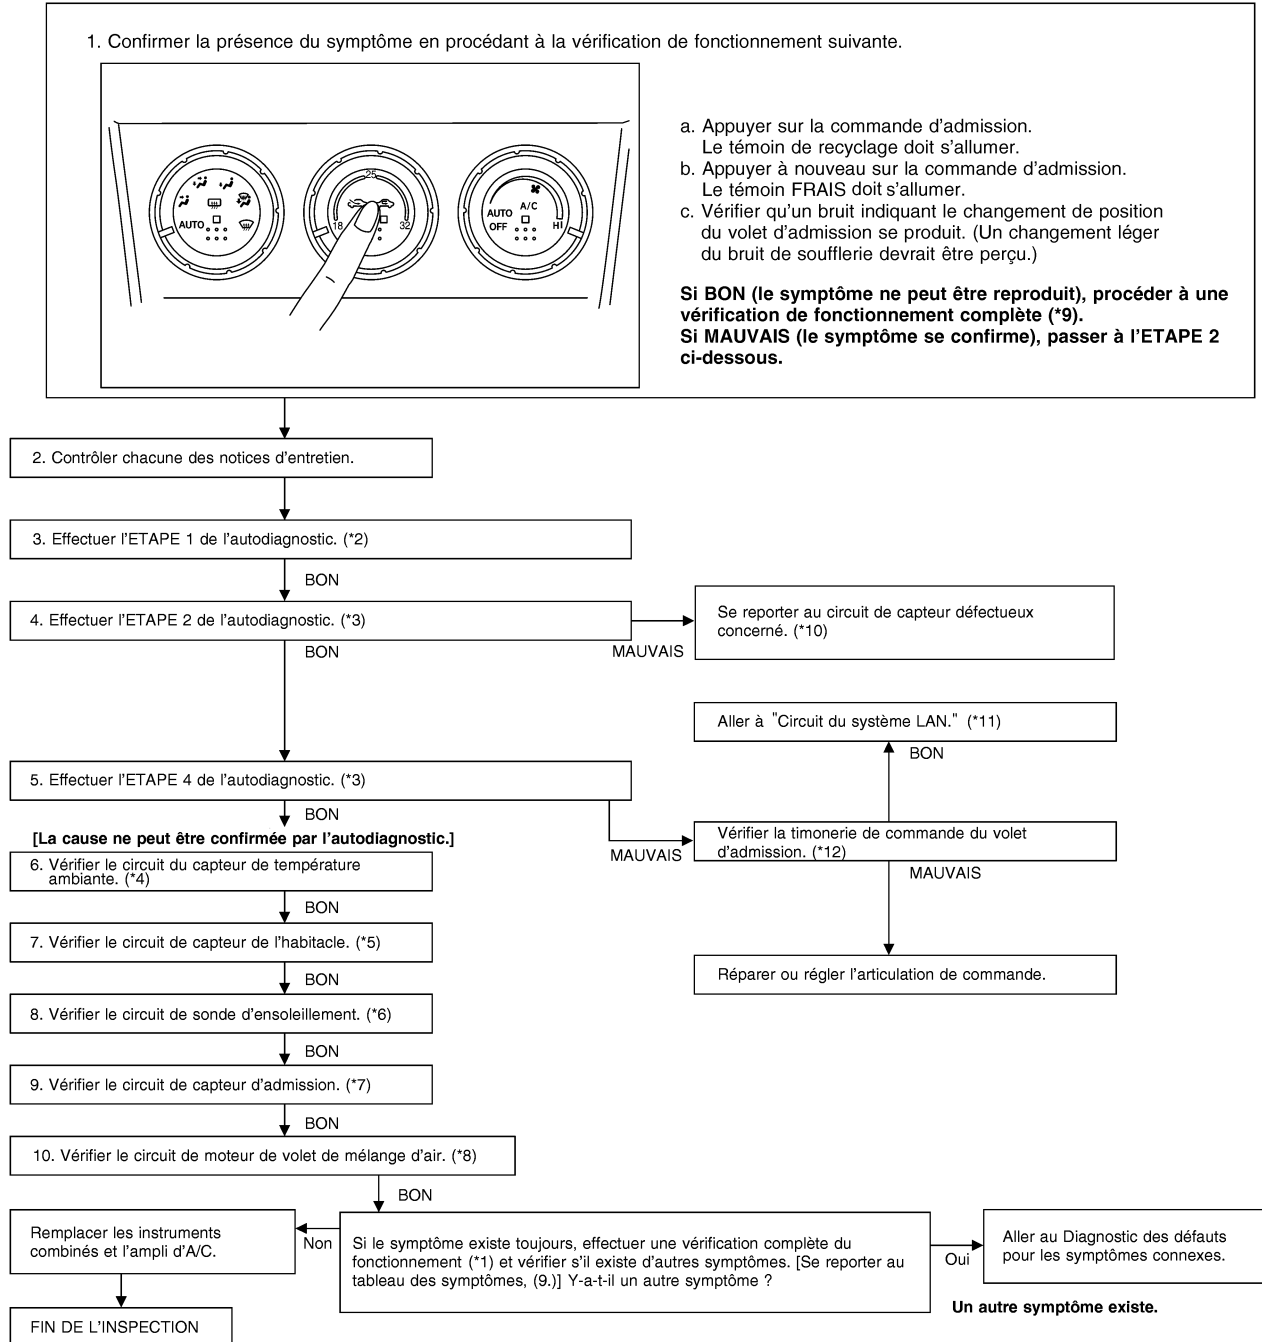 1. Confirmer la présence du symptôme en procédant à la vérification de fonctionnement suivante.
25
18
32
AUTO
A/C
AUTO
OFF
HI
a. Appuyer sur la commande d'admission.
Le témoin de recyclage doit s'allumer.
b. Appuyer à nouveau sur la commande d'admission.
Le témoin FRAIS doit s'allumer.
c. Vérifier qu'un bruit indiquant le changement de position
du volet d'admission se produit. (Un changement léger
du bruit de soufflerie devrait être perçu.)
Si BON (le symptôme ne peut être reproduit), procéder à une
vérification de fonctionnement complète (*9).
Si MAUVAIS (le symptôme se confirme), passer à l'ETAPE 2
ci-dessous.
2. Contrôler chacune des notices d'entretien.
3. Effectuer l'ETAPE 1 de l'autodiagnostic. (*2)
BON
4. Effectuer l'ETAPE 2 de l'autodiagnostic. (*3)
BON
MAUVAIS
Se reporter au circuit de capteur défectueux
concerné. (*10)
Aller à "Circuit du système LAN." (*11)
BON
5. Effectuer l'ETAPE 4 de l'autodiagnostic. (*3)
BON
MAUVAIS
Vérifier la timonerie de commande du volet
d'admission. (*12)
MAUVAIS
Réparer ou régler l'articulation de commande.
[La cause ne peut être confirmée par l'autodiagnostic.]
6. Vérifier le circuit du capteur de température
ambiante. (*4)
BON
7. Vérifier le circuit de capteur de l'habitacle. (*5)
BON
8. Vérifier le circuit de sonde d'ensoleillement. (*6)
BON
9. Vérifier le circuit de capteur d'admission. (*7)
BON
10. Vérifier le circuit de moteur de volet de mélange d'air. (*8)
BON
Si le symptôme existe toujours, effectuer une vérification complète du
fonctionnement (*1) et vérifier s'il existe d'autres symptômes. [Se reporter au
tableau des symptômes, (9.)] Y-a-t-il un autre symptôme ?
Non
Remplacer les instruments
combinés et l'ampli d'A/C.
FIN DE L'INSPECTION
Oui
Aller au Diagnostic des défauts
pour les symptômes connexes.
Un autre symptôme existe.